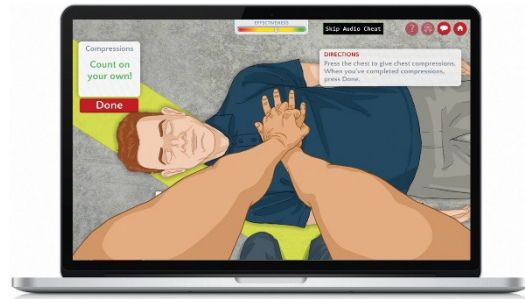 EFFECTIVENESS
Skip Audio Cheat
?
Compressions
Count on
your own!
Done
DIRECTIONS
Press the chest to give chest compressions.
When you've completed compressions,
press Done.